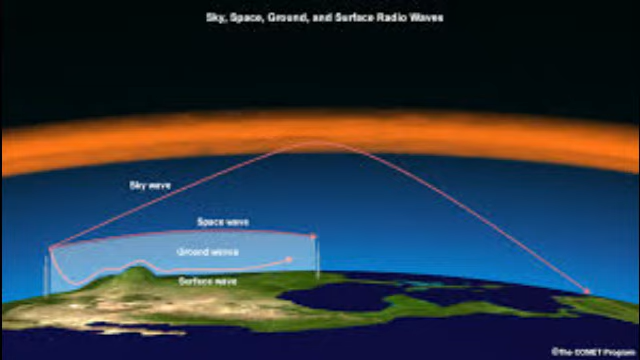 Sky, Space, Ground, and Surface Radio Waves
Sky wave
Space wave
Ground waves
Surface wave
©The COMET Program